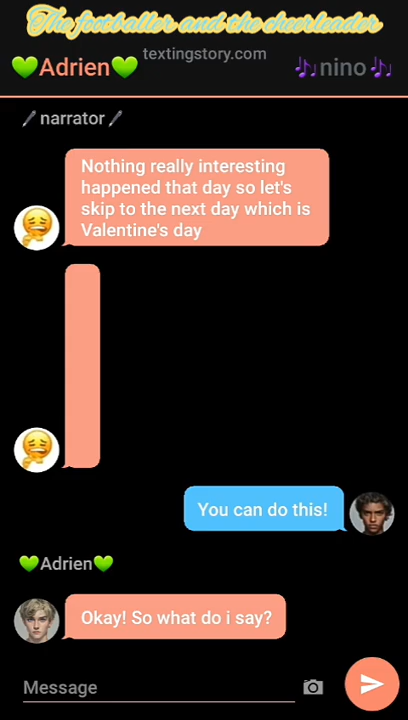 The footballer and the cheerleader
textingstory.com
💚Adrien💚
🎶nino🎶
narrator
Nothing really interesting
happened that day so let's
skip to the next day which is
Valentine's day
You can do this!
💚Adrien💚
Okay! So what do i say?
Message